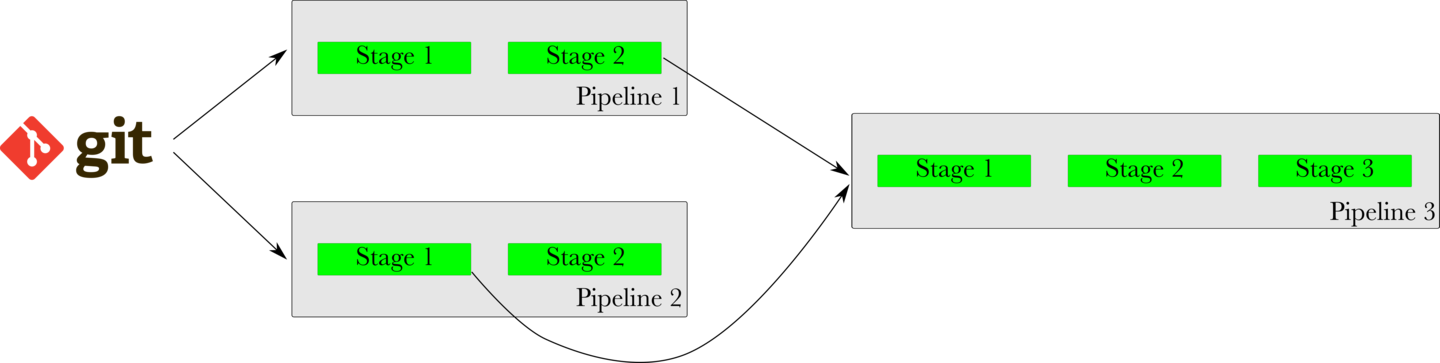 git
Stage 1
Stage 2
Pipeline 1
Stage 1
Stage 2
Pipeline 2
Stage 1
Stage 2
Stage 3
Pipeline 3